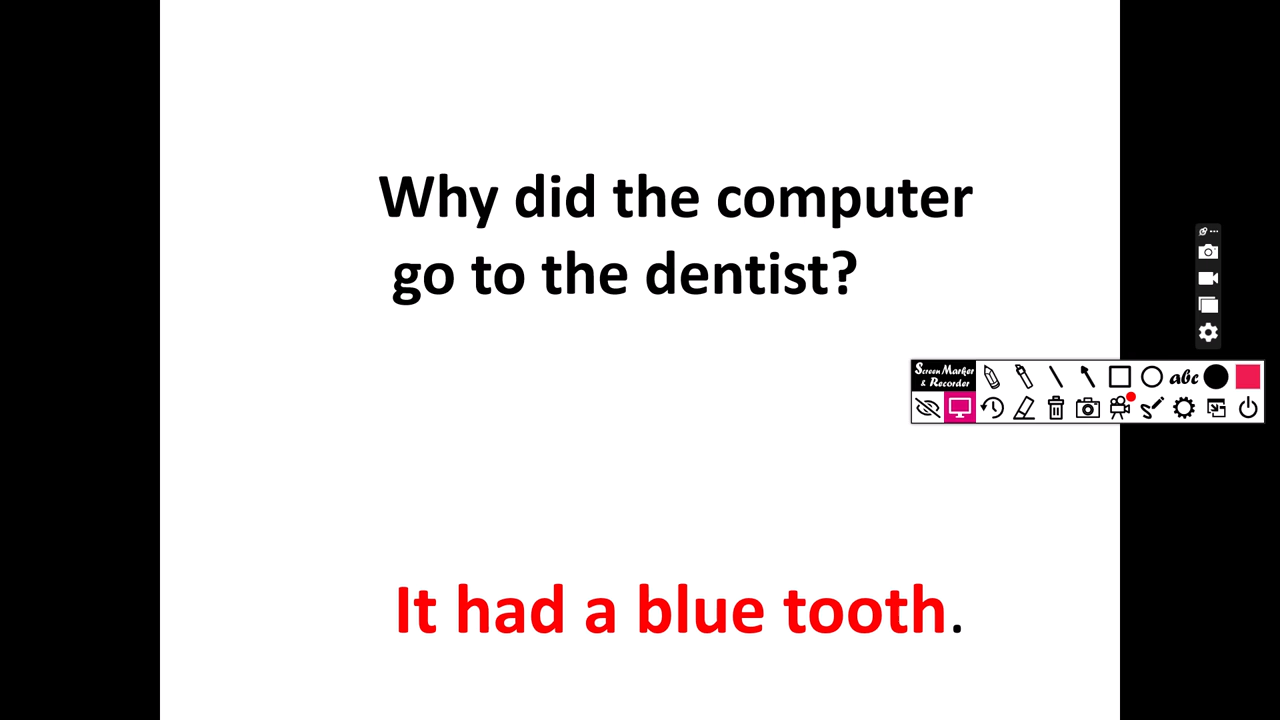 Why did the computer
go to the dentist?
Screen Marker
& Recorder
abc
It had a blue tooth.